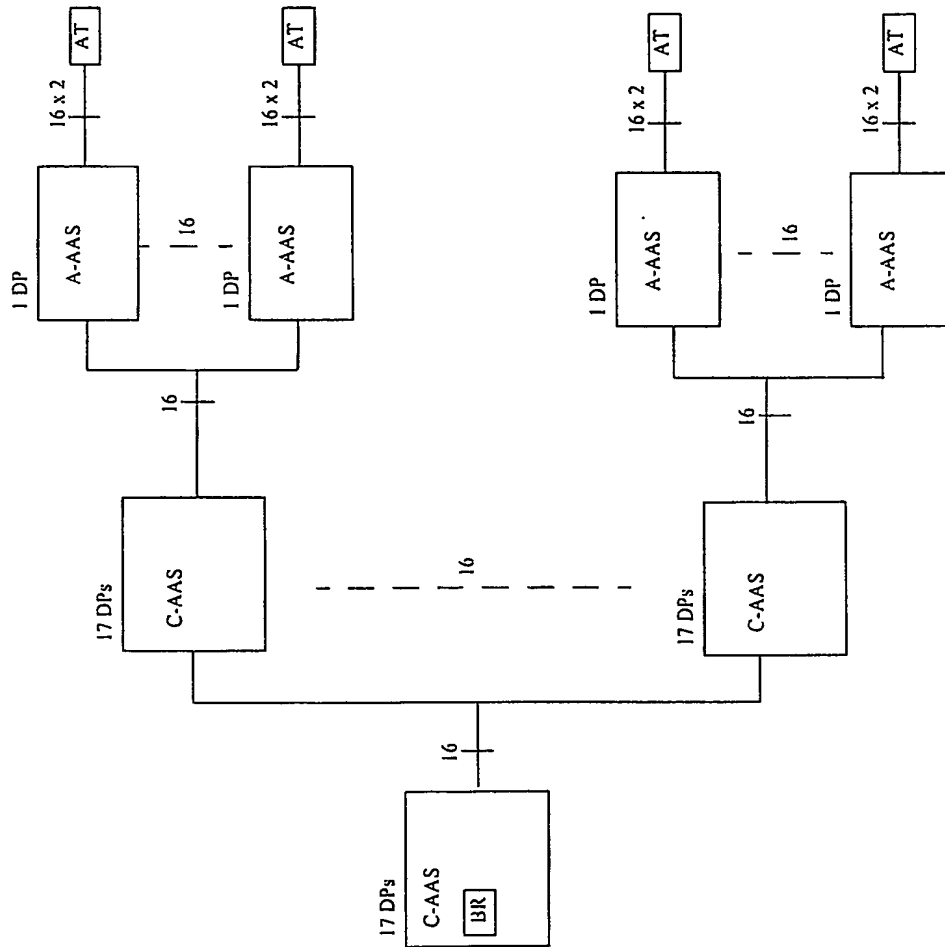 1 DP
16 x 2
A-AAS
AT
17 DPs
16
C-AAS
16
1 DP
16 x 2
A-AAS
AT
17 DPs
C-AAS
16
16
BR
1 DP
16 x 2
A-AAS
AT
17 DPs
16
C-AAS
16
1 DP
16 x 2
A-AAS
AT